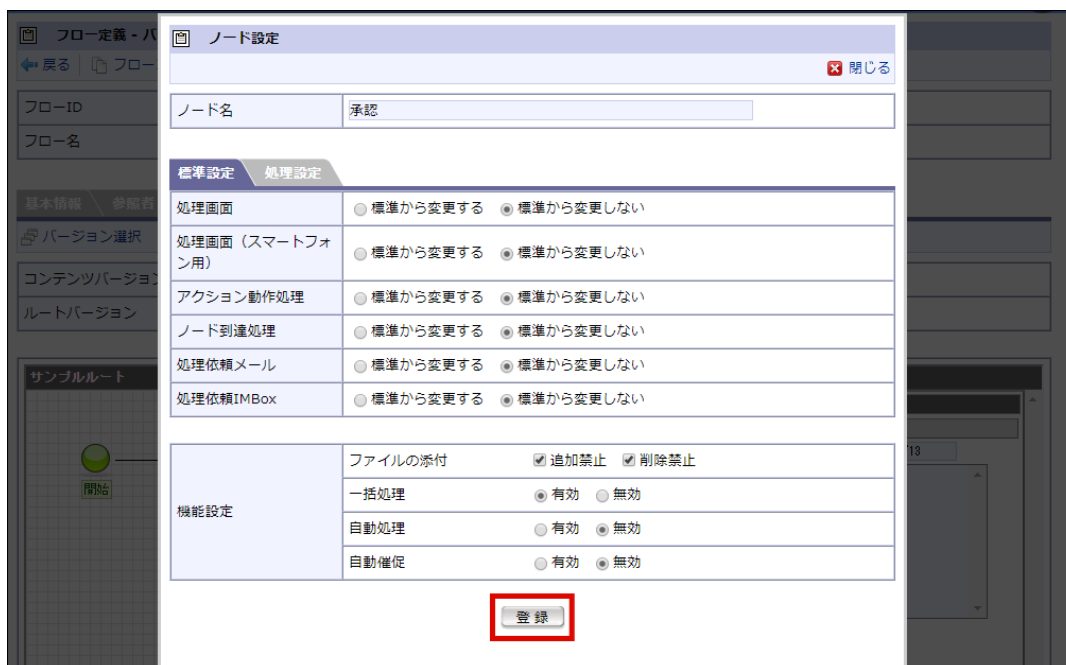 フロー定義 - バ
戻る フロー
フローID
フロー名
基本情報 参照者
バージョン選択
コンテンツバージョン
ルートバージョン
サンプルルート
開始
ノード設定
閉じる
ノード名 承認
標準設定 処理設定
処理画面 標準から変更する 標準から変更しない
処理画面（スマートフォ
ン用） 標準から変更する 標準から変更しない
アクション動作処理 標準から変更する 標準から変更しない
ノード到達処理 標準から変更する 標準から変更しない
処理依頼メール 標準から変更する 標準から変更しない
処理依頼IMBox 標準から変更する 標準から変更しない
機能設定
ファイルの添付 追加禁止 削除禁止
一括処理 有効 無効
自動処理 有効 無効
自動催促 有効 無効
登録